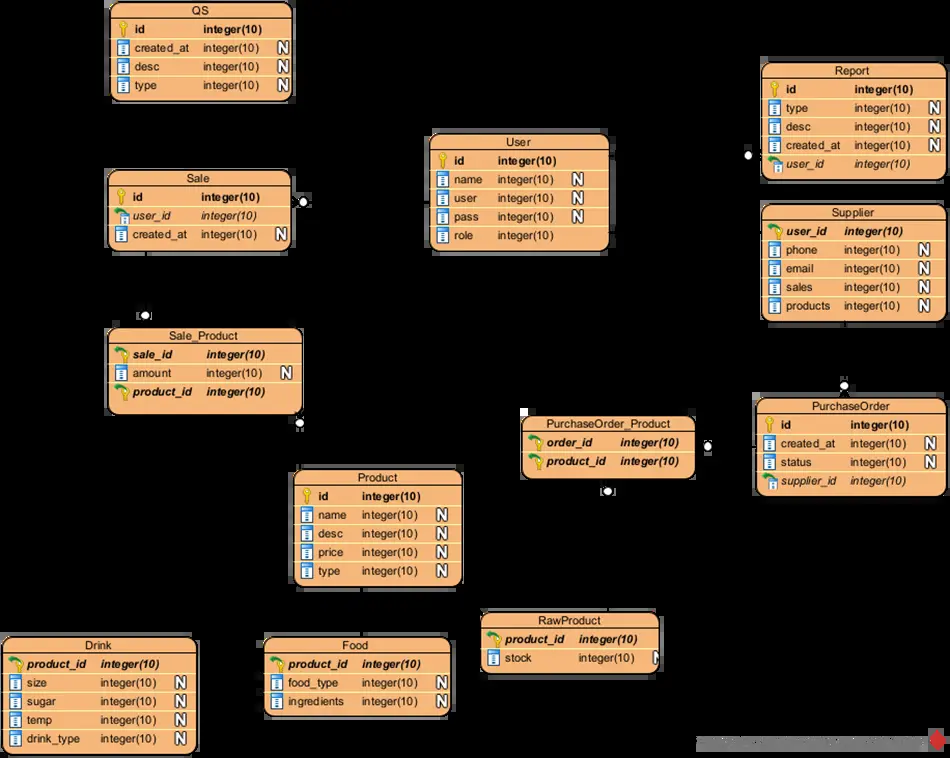 QS
id integer(10)
created_at integer(10) N
desc integer(10) N
type integer(10) N
Report
id integer(10)
type integer(10) N
desc integer(10) N
created_at integer(10) N
user_id integer(10)
User
id integer(10)
name integer(10) N
user integer(10) N
pass integer(10) N
role integer(10)
Sale
id integer(10)
user_id integer(10)
created_at integer(10) N
Supplier
user_id integer(10)
phone integer(10) N
email integer(10) N
sales integer(10) N
products integer(10) N
Sale_Product
sale_id integer(10)
amount integer(10) N
product_id integer(10)
PurchaseOrder_Product
order_id integer(10)
product_id integer(10)
PurchaseOrder
id integer(10)
created_at integer(10) N
status integer(10) N
supplier_id integer(10)
Product
id integer(10)
name integer(10) N
desc integer(10) N
price integer(10) N
type integer(10) N
Drink
product_id integer(10)
size integer(10) N
sugar integer(10) N
temp integer(10) N
drink_type integer(10) N
Food
product_id integer(10)
food_type integer(10) N
ingredients integer(10) N
RawProduct
product_id integer(10)
stock integer(10) N